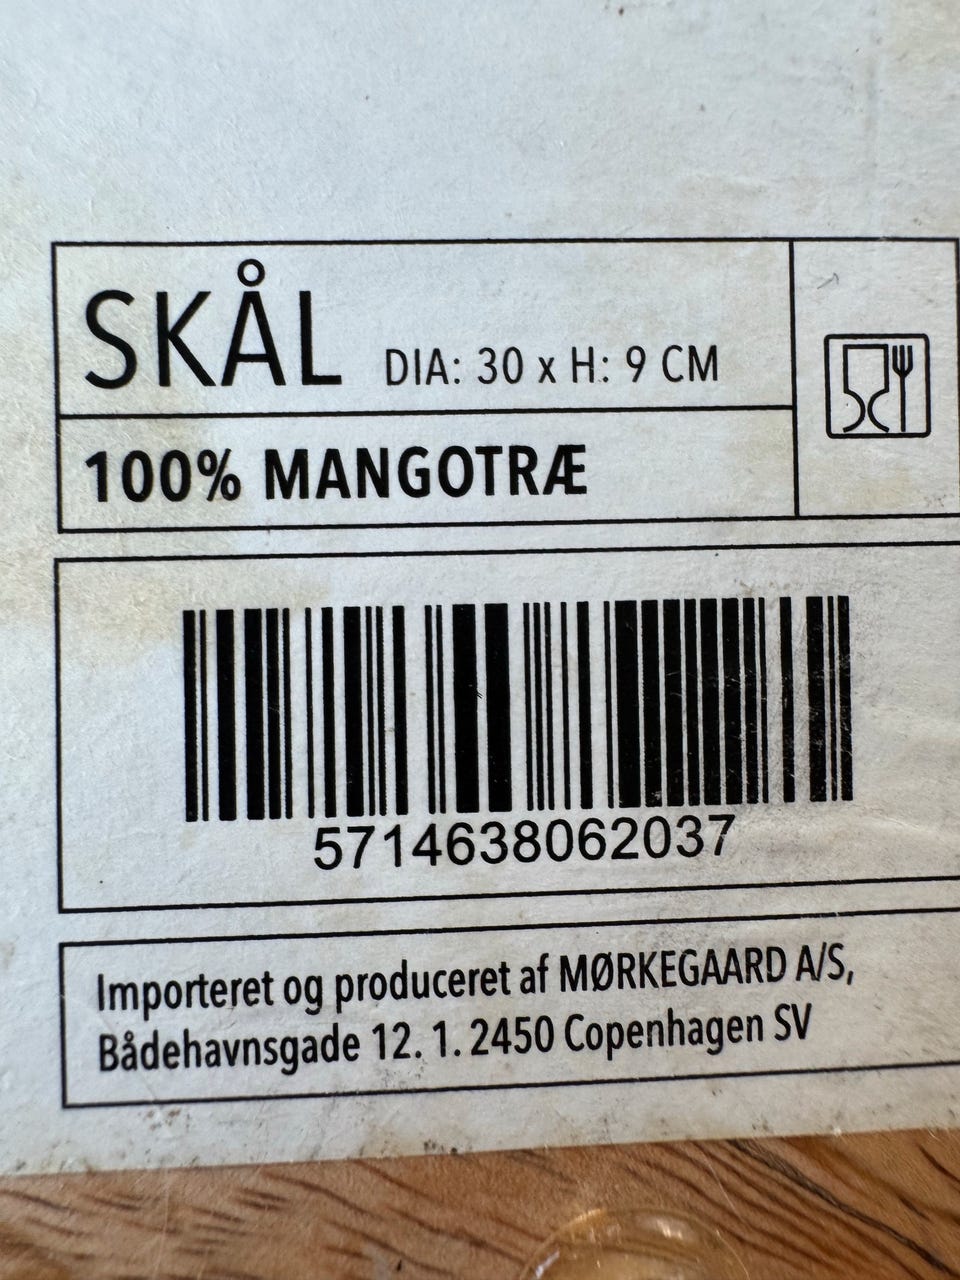 SKÅL DIA: 30 x H: 9 CM
100% MANGOTRÆ
5714638062037
Importeret og produceret af MØRKEGAARD A/S,
Bådehavnsgade 12. 1. 2450 Copenhagen SV